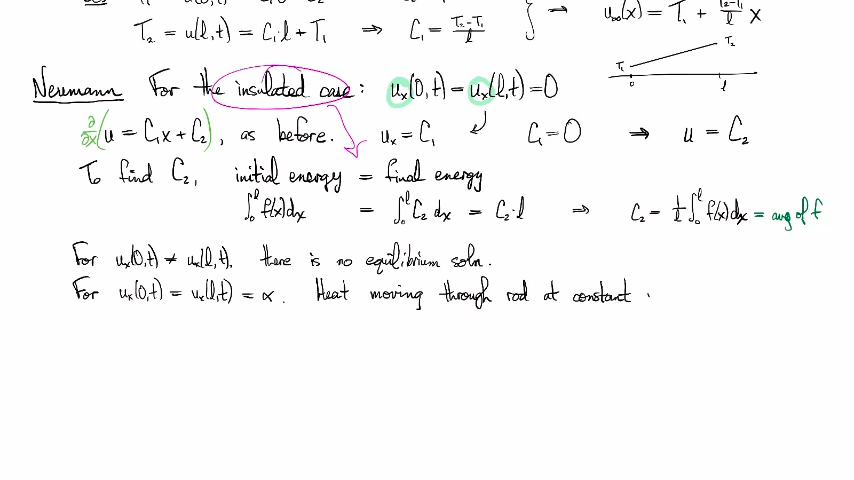 T₂ = u(l,t) = C₁·l + T₁ ⇒ C₁ = (T₂-T₁)/l } ⇒ u∞(x) = T₁ + (T₂-T₁)/l x
T₁ T₂
0 l
Neumann For the insulated case: uₓ(0,t) = uₓ(l,t) = 0
∂/∂x (u = C₁x + C₂), as before. uₓ = C₁ ↲ C₁ = 0 ⇒ u = C₂
To find C₂, initial energy = final energy
∫₀ˡ f(x)dx = ∫₀ˡ C₂ dx = C₂·l ⇒ C₂ = 1/l ∫₀ˡ f(x)dx = avg of f
For uₓ(0,t) ≠ uₓ(l,t), there is no equilibrium soln.
For uₓ(0,t) = uₓ(l,t) = α. Heat moving through rod at constant